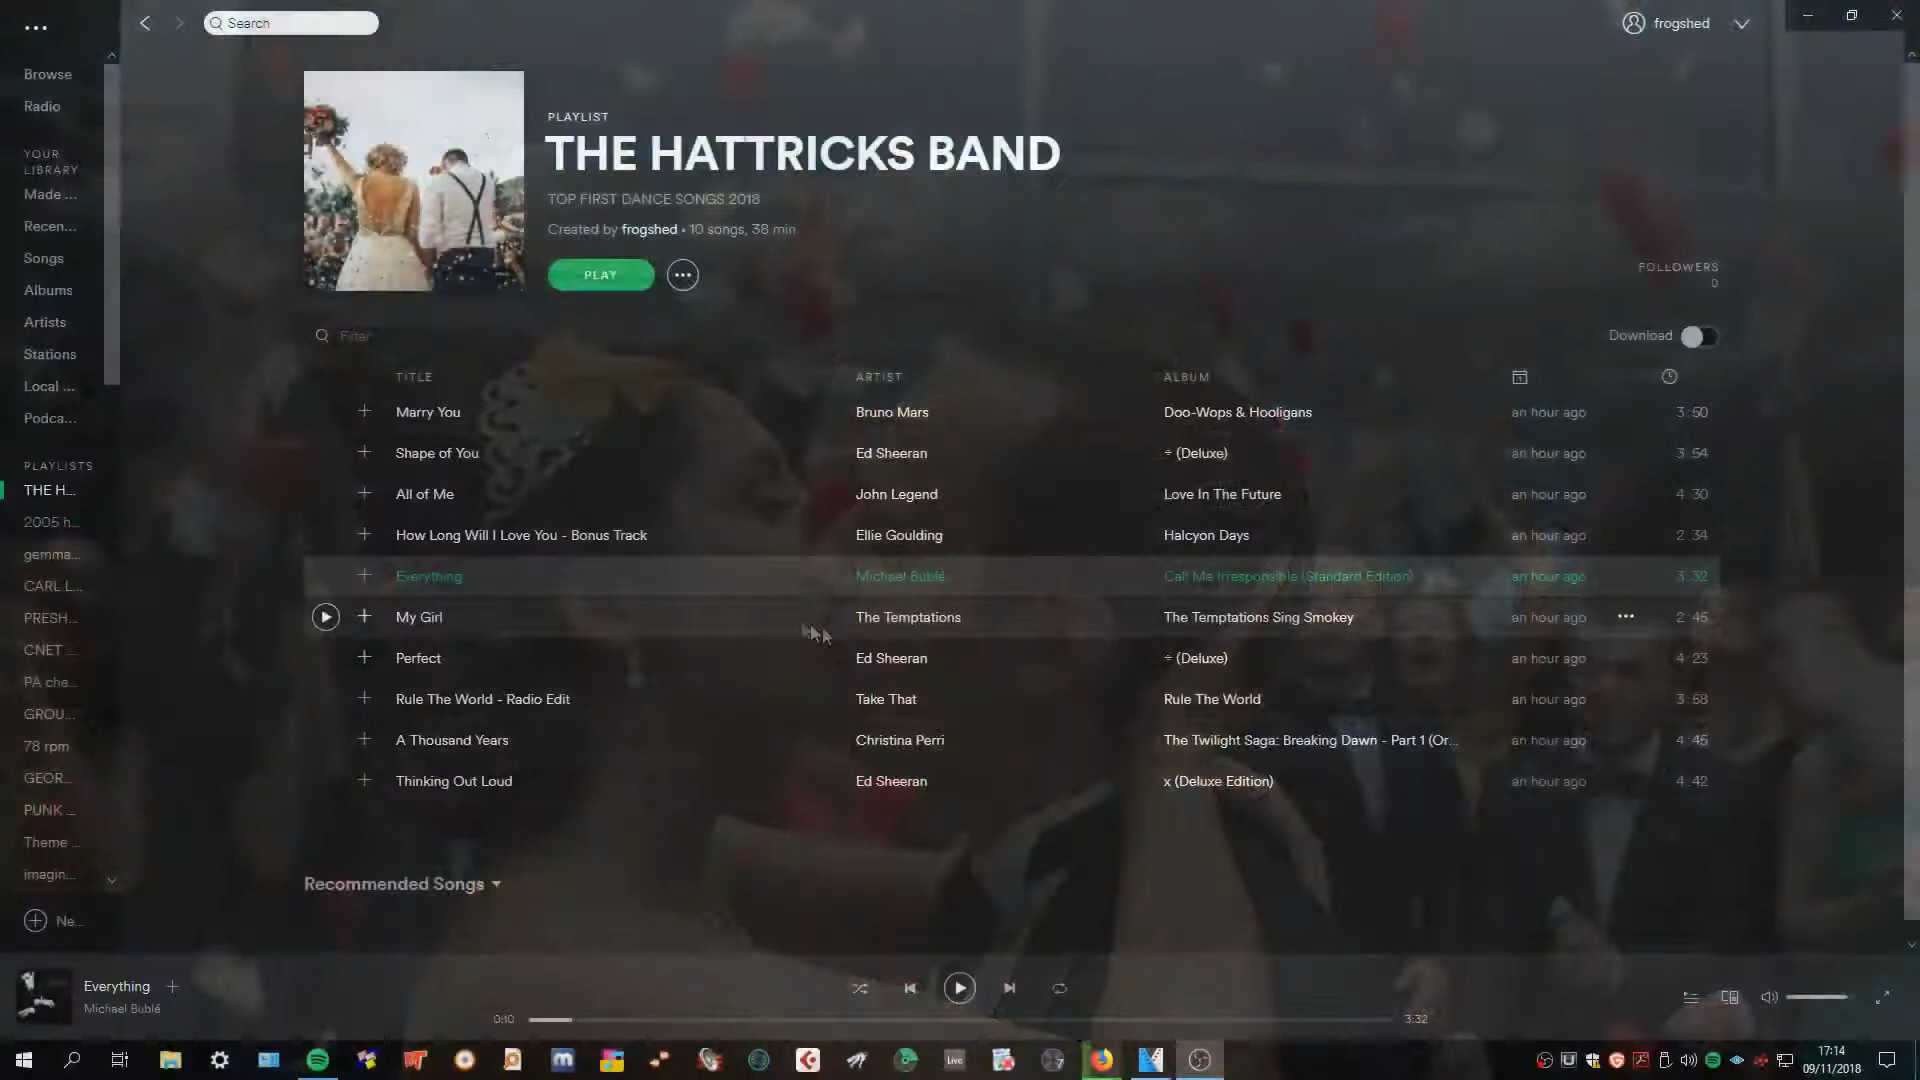 Search
frogshed
Browse
Radio
YOUR
LIBRARY
Made ...
Recen...
Songs
Albums
Artists
Stations
Local ...
Podca...
PLAYLISTS
THE H...
2005 h...
gemma...
CARL L...
PRESH...
CNET ...
PA che...
GROU...
78 rpm
GEOR...
PUNK ...
Theme ...
imagin...
Ne...
PLAYLIST
THE HATTRICKS BAND
TOP FIRST DANCE SONGS 2018
Created by frogshed • 10 songs, 38 min
PLAY
FOLLOWERS
0
Filter
Download
TITLE ARTIST ALBUM
Marry You Bruno Mars Doo-Wops & Hooligans an hour ago 3:50
Shape of You Ed Sheeran ÷ (Deluxe) an hour ago 3:54
All of Me John Legend Love In The Future an hour ago 4:30
How Long Will I Love You - Bonus Track Ellie Goulding Halcyon Days an hour ago 2:34
Everything Michael Bublé Call Me Irresponsible (Standard Edition) an hour ago 3:32
My Girl The Temptations The Temptations Sing Smokey an hour ago 2:45
Perfect Ed Sheeran ÷ (Deluxe) an hour ago 4:23
Rule The World - Radio Edit Take That Rule The World an hour ago 3:58
A Thousand Years Christina Perri The Twilight Saga: Breaking Dawn - Part 1 (Or... an hour ago 4:45
Thinking Out Loud Ed Sheeran x (Deluxe Edition) an hour ago 4:42
Recommended Songs
Everything
Michael Bublé
0:10
3:32
Live
17:14
09/11/2018